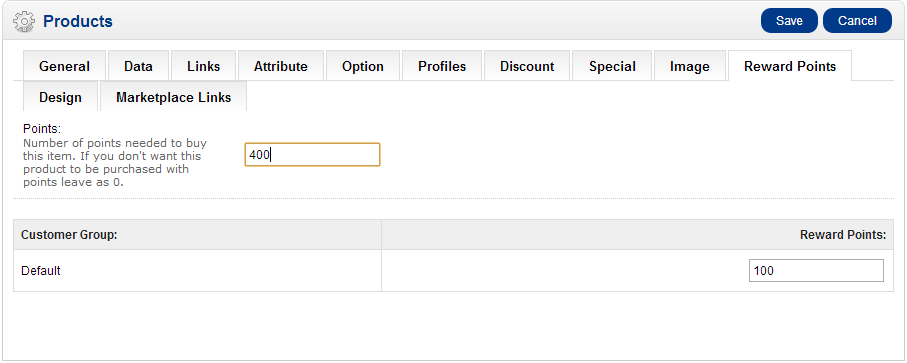 Products
Save
Cancel
General
Data
Links
Attribute
Option
Profiles
Discount
Special
Image
Reward Points
Design
Marketplace Links
Points:
Number of points needed to buy
this item. If you don't want this
product to be purchased with
points leave as 0.
400
Customer Group:
Reward Points:
Default
100